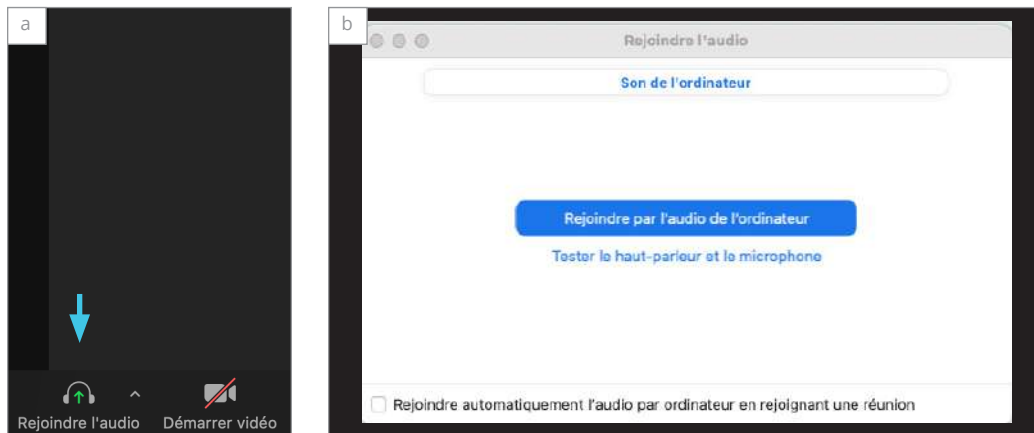 a
Rejoindre l'audio
Démarrer vidéo
b
Rejoindre l'audio
Son de l'ordinateur
Rejoindre par l'audio de l'ordinateur
Tester le haut-parleur et le microphone
Rejoindre automatiquement l'audio par ordinateur en rejoignant une réunion